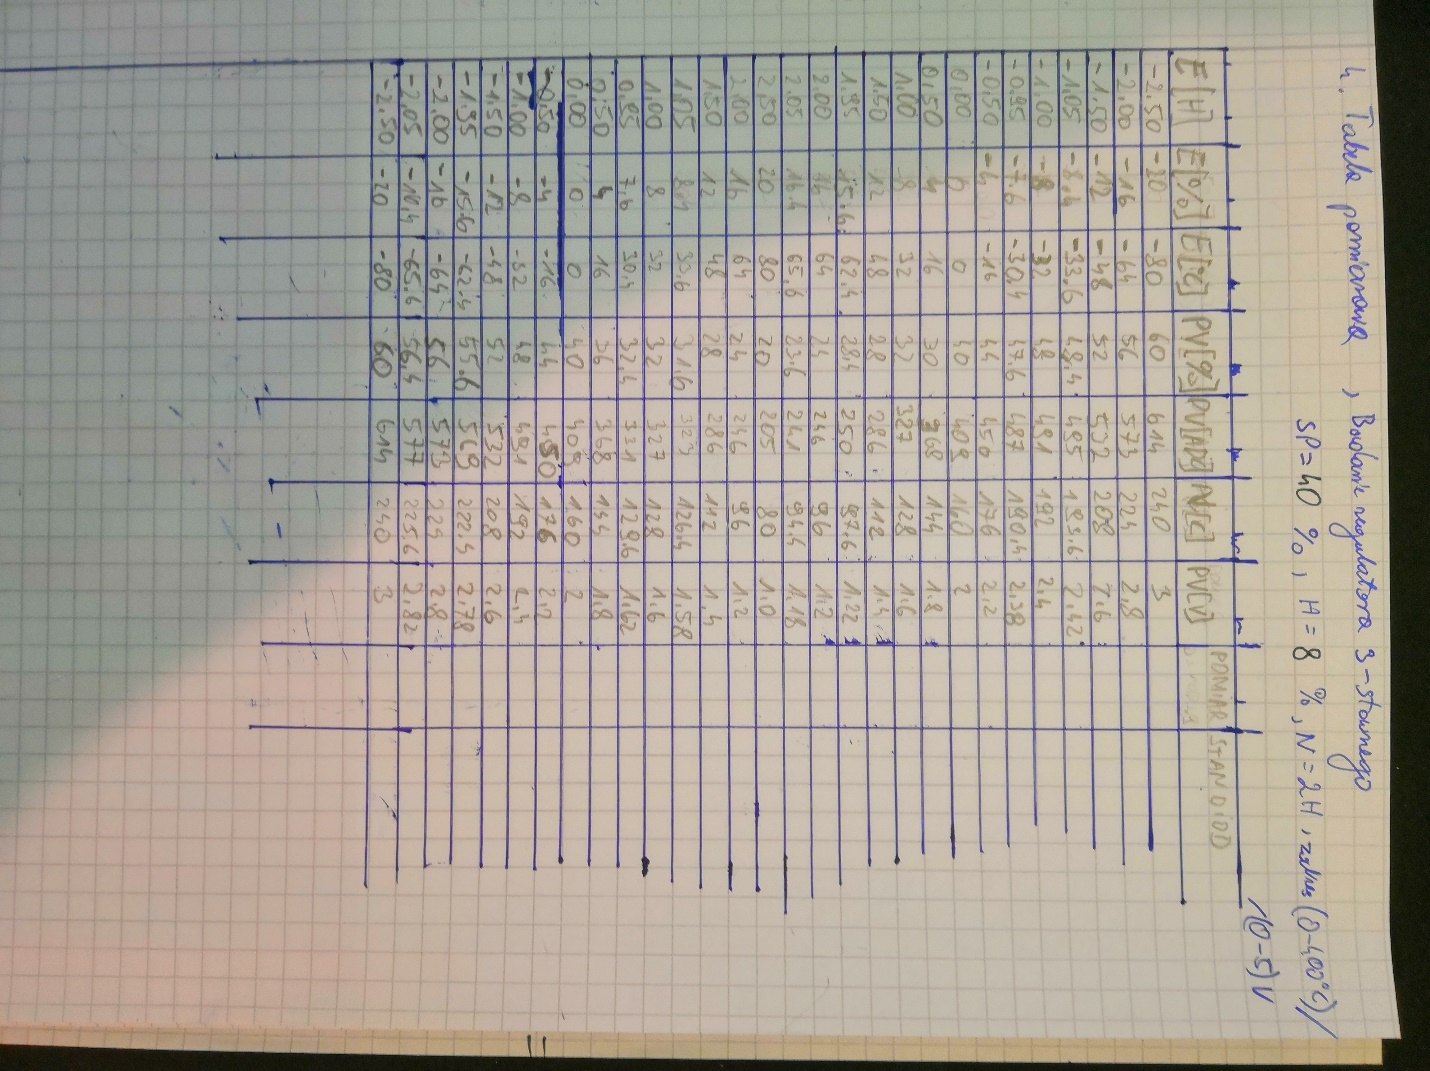 4. Tabela pomiarowa, Badanie regulatora 3-stawnego
SP = 40 %, H = 8 %, N = 2H, zakres (0-400°C)/
/(0-5)V
E[H] E[%] E[°C] PV[%] PV[AD] N[°C] PV[V] POMIAR STAN DIOD
-2.50 -20 -80 60 614 240 3
-2,00 -16 -64 56 573 224 2.8
-1.50 -12 -48 52 532 208 2.6
-1.05 -8.4 -33.6 48.4 485 193.6 2.42
-1.00 -8 -32 48 491 192 2.4
-0.95 -7.6 -30,4 47.6 487 190,4 2.38
-0.50 -4 -16 44 450 176 2.2
0,00 0 0 40 409 160 2
0,50 4 16 30 368 144 1.8
1,00 8 32 32 327 128 1.6
1.50 12 48 28 286 112 1.4
1.95 15.6 62.4 28.4 250 97.6 1.22
2.00 16 64 24 246 96 1.2
2.05 16.4 65,6 23.6 241 94.4 1.18
2,50 20 80 20 205 80 1.0
2.00 16 64 24 246 96 1.2
1.50 12 48 28 286 112 1,4
1.05 8.4 33.6 31.6 323 126.4 1.58
1.00 8 32 32 327 128 1.6
0,95 7,6 30,4 32,4 331 129.6 1.62
0,50 4 16 36 368 144 1.8
0.00 0 0 40 409 160 2
-0.50 -4 -16 44 450 176 2.2
-1,00 -8 -32 48 491 192 2,4
-1.50 -12 -48 52 532 208 2.6
-1.95 -15.6 -62.4 55.6 569 222.4 2.78
-2.00 -16 -64 56 573 224 2.8
-2,05 -16,4 -65.6 56,4 577 225.6 2.82
-2.50 -20 -80 60 614 240 3